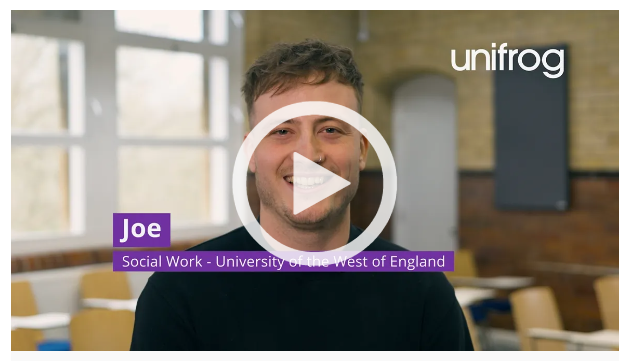 unifrog
Joe
Social Work - University of the West of England